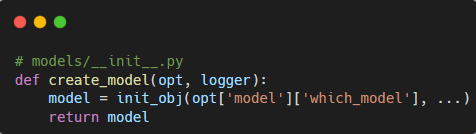 # models/__init__.py
def create_model(opt, logger):
    model = init_obj(opt['model']['which_model'], ...)
    return model